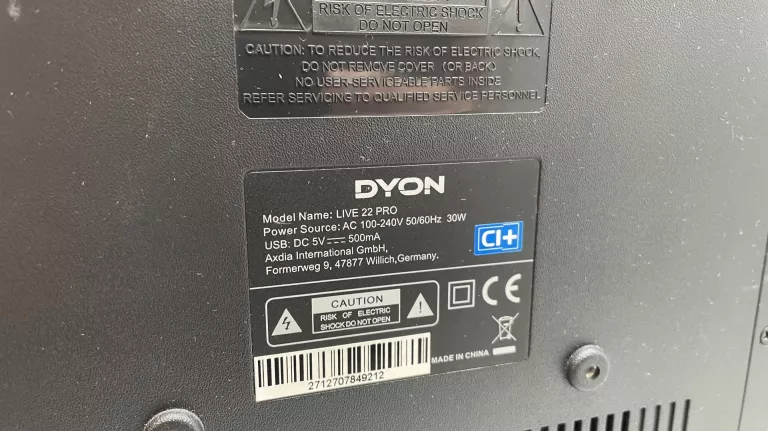 RISK OF ELECTRIC SHOCK
DO NOT OPEN
CAUTION: TO REDUCE THE RISK OF ELECTRIC SHOCK,
DO NOT REMOVE COVER (OR BACK)
NO USER-SERVICEABLE PARTS INSIDE
REFER SERVICING TO QUALIFIED SERVICE PERSONNEL
DYON
Model Name: LIVE 22 PRO
Power Source: AC 100-240V 50/60Hz 30W
USB: DC 5V⎓500mA
Axdia International GmbH,
Formerweg 9, 47877 Willich,Germany.
CI+
CAUTION
RISK OF ELECTRIC
SHOCK DO NOT OPEN
CE
MADE IN CHINA
2712707849212